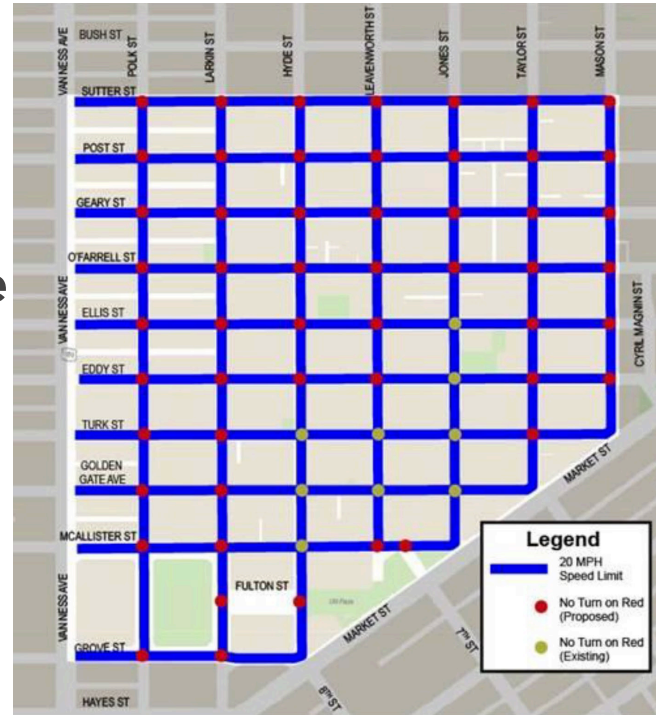 BUSH ST
VAN NESS AVE
POLK ST
LARKIN ST
HYDE ST
LEAVENWORTH ST
JONES ST
TAYLOR ST
MASON ST
SUTTER ST
POST ST
GEARY ST
O'FARRELL ST
e
VAN NESS AVE
ELLIS ST
CYRIL MAGNIN ST
EDDY ST
TURK ST
GOLDEN
GATE AVE
MARKET ST
MCALLISTER ST
VAN NESS AVE
FULTON ST
MARKET ST
GROVE ST
HAYES ST
8TH ST
7TH ST
Legend
20 MPH
Speed Limit
No Turn on Red
(Proposed)
No Turn on Red
(Existing)